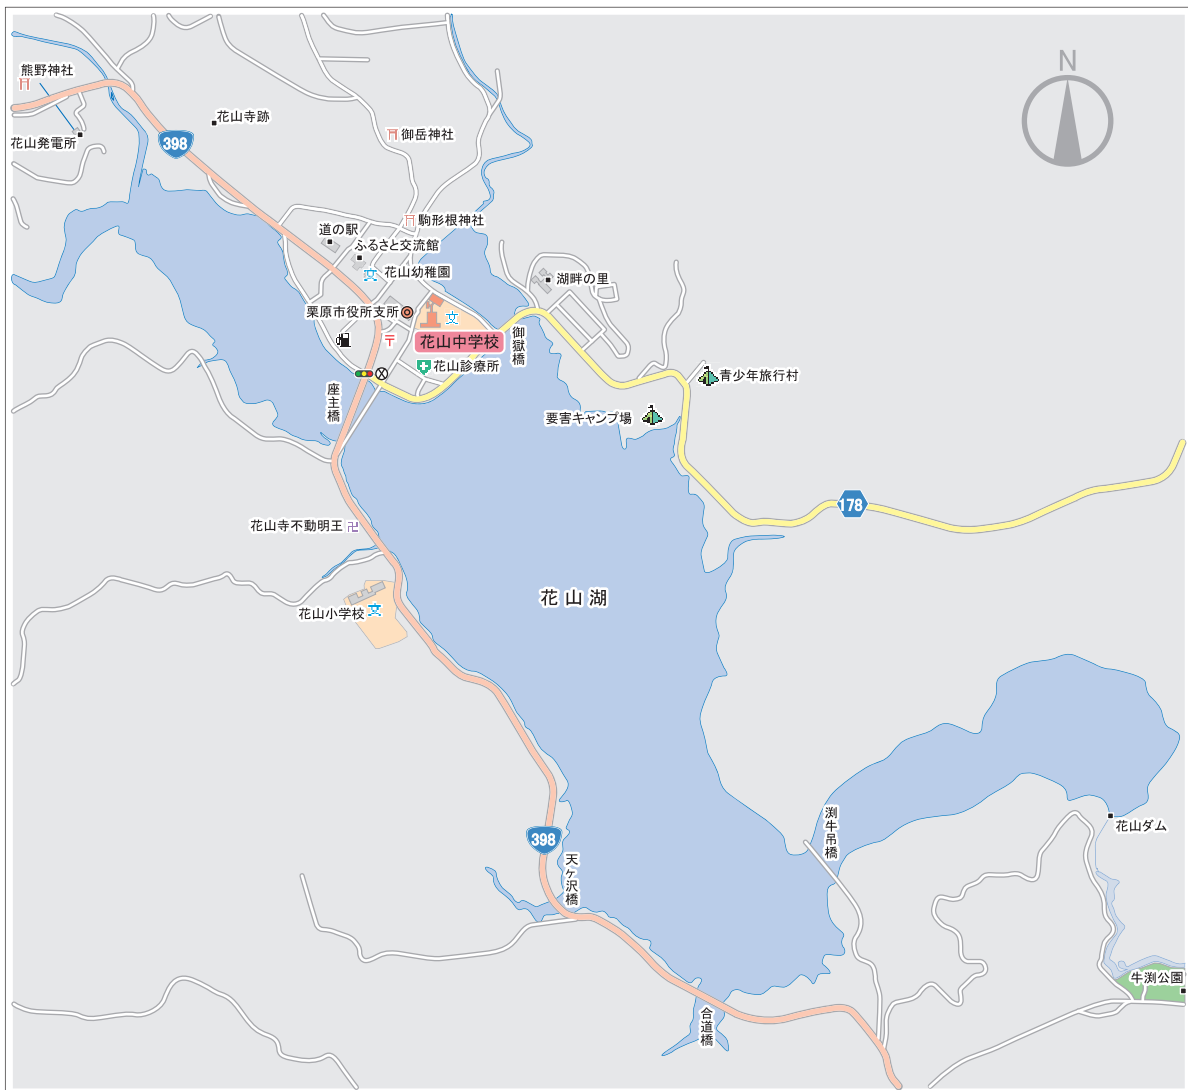 N
熊野神社
花山発電所
398
花山寺跡
御岳神社
駒形根神社
道の駅
ふるさと交流館
花山幼稚園
湖畔の里
栗原市役所支所
文
文
花山中学校
御嶽橋
花山診療所
座主橋
青少年旅行村
要害キャンプ場
178
花山寺不動明王
花山湖
花山小学校
文
渕牛吊橋
花山ダム
398
天ヶ沢橋
牛渕公園
合道橋